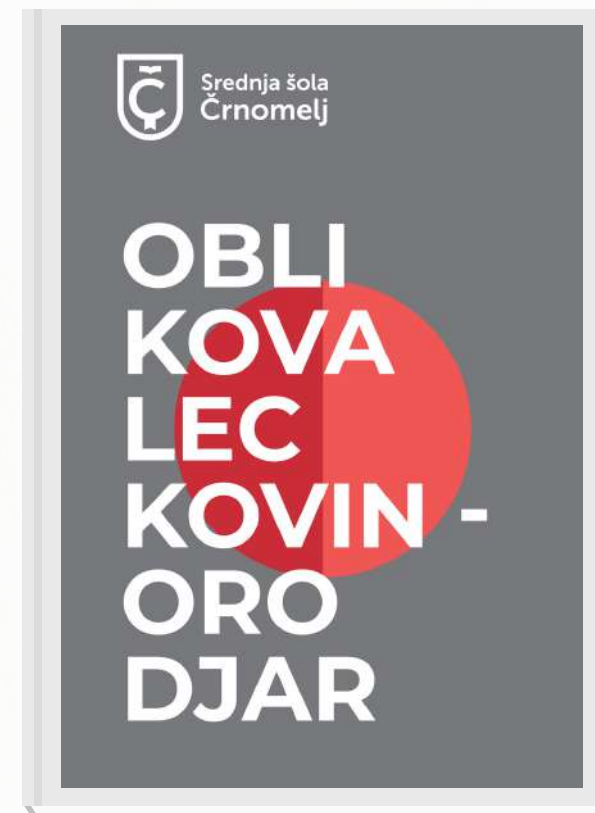 Č
Srednja šola
Črnomelj
OBLI
KOVA
LEC
KOVIN -
ORO
DJAR